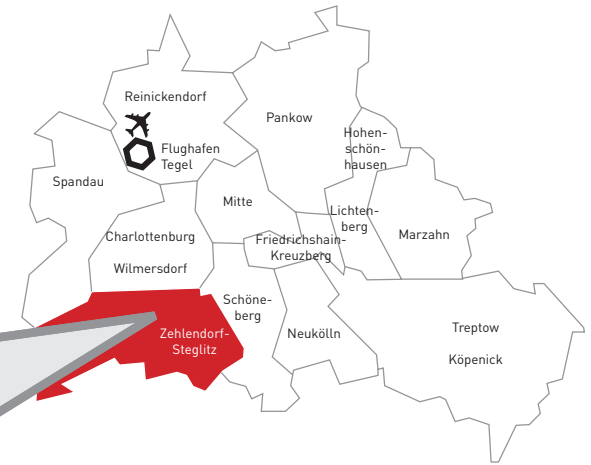 Reinickendorf
Pankow
Flughafen
Tegel
Hohen-
schön-
hausen
Spandau
Mitte
Lichten-
berg
Marzahn
Charlottenburg
Wilmersdorf
Friedrichshain-
Kreuzberg
Schöne-
berg
Zehlendorf-
Steglitz
Neukölln
Treptow
Köpenick